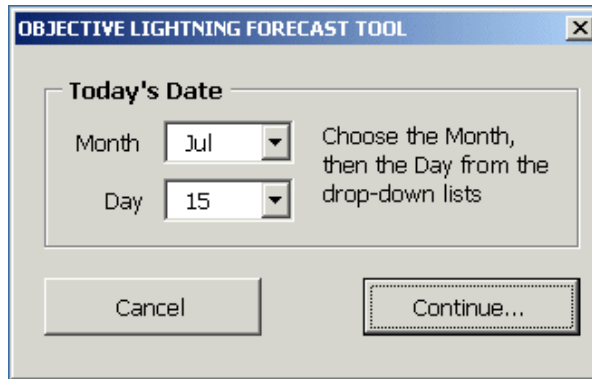 OBJECTIVE LIGHTNING FORECAST TOOL
Today's Date
Month Jul
Day 15
Choose the Month,
then the Day from the
drop-down lists
Cancel
Continue...